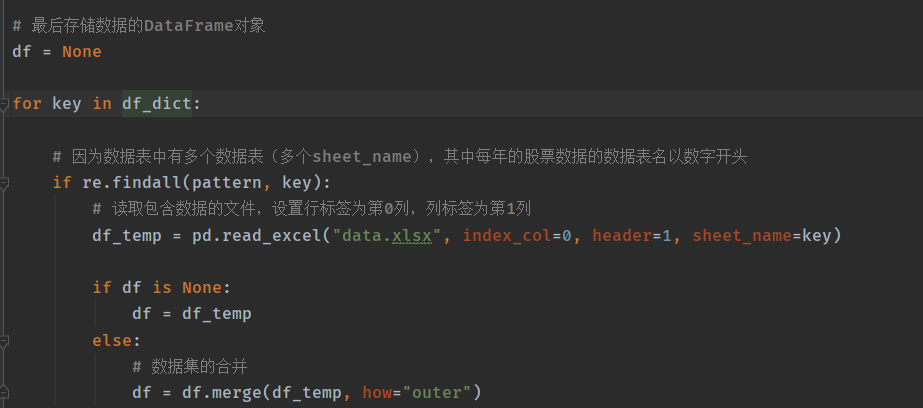 # 最后存储数据的DataFrame对象
df = None
for key in df_dict:
# 因为数据表中有多个数据表（多个sheet_name），其中每年的股票数据的数据表名以数字开头
if re.findall(pattern, key):
# 读取包含数据的文件，设置行标签为第0列，列标签为第1列
df_temp = pd.read_excel("data.xlsx", index_col=0, header=1, sheet_name=key)
if df is None:
df = df_temp
else:
# 数据集的合并
df = df.merge(df_temp, how="outer")